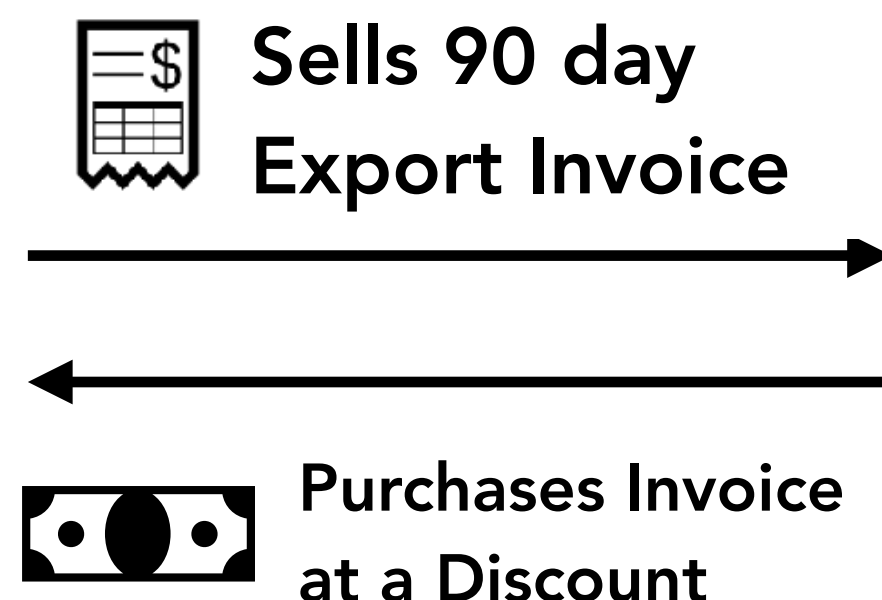 $
Sells 90 day
Export Invoice
Purchases Invoice
at a Discount